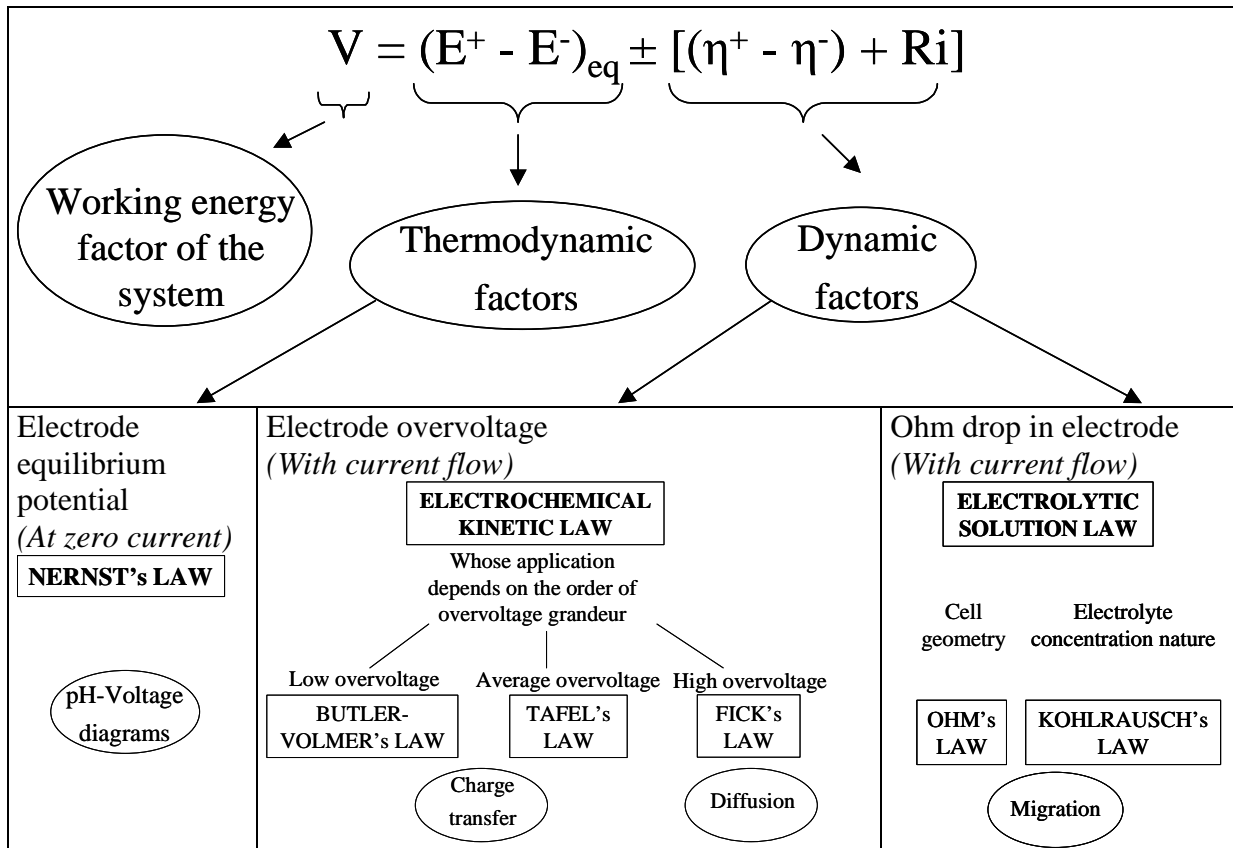 V = (E⁺ - E⁻)eq ± [(η⁺ - η⁻) + Ri]
Working energy
factor of the
system
Thermodynamic
factors
Dynamic
factors
Electrode
equilibrium
potential
(At zero current)
NERNST's LAW
pH-Voltage
diagrams
Electrode overvoltage
(With current flow)
ELECTROCHEMICAL
KINETIC LAW
Whose application
depends on the order of
overvoltage grandeur
Low overvoltage
BUTLER-
VOLMER's LAW
Average overvoltage
TAFEL's
LAW
High overvoltage
FICK's
LAW
Charge
transfer
Diffusion
Ohm drop in electrode
(With current flow)
ELECTROLYTIC
SOLUTION LAW
Cell
geometry
Electrolyte
concentration nature
OHM's
LAW
KOHLRAUSCH's
LAW
Migration